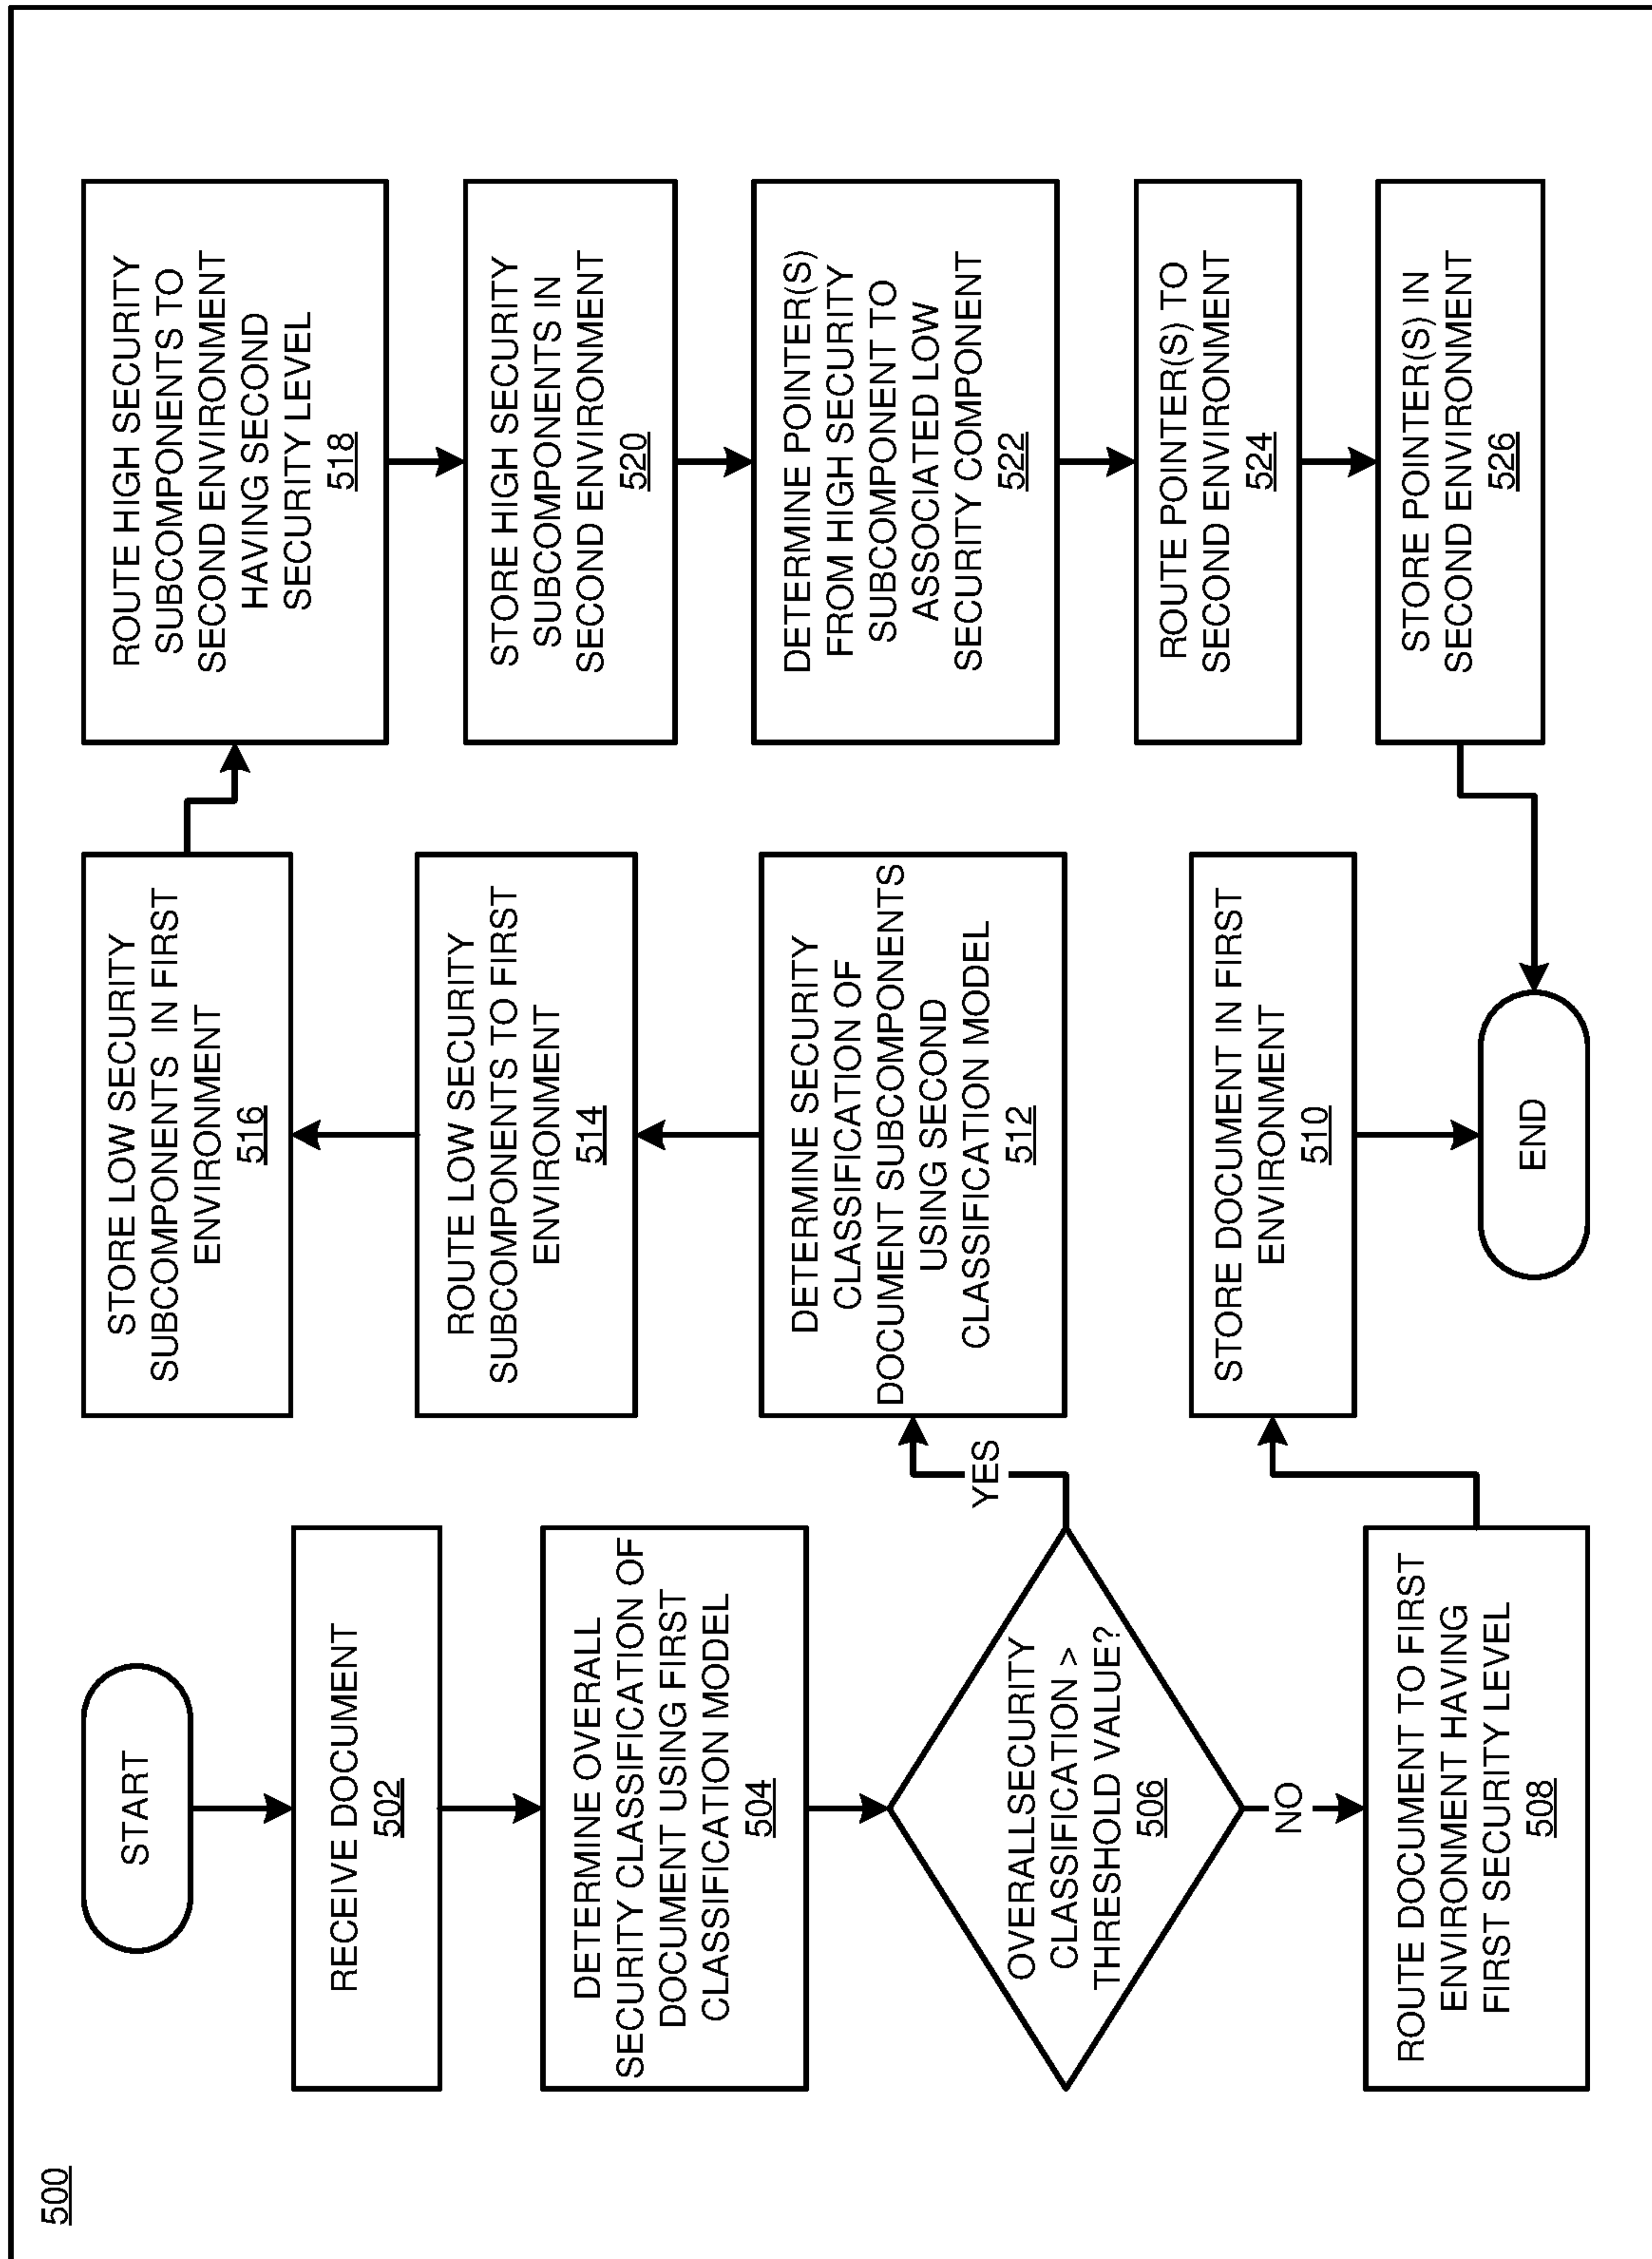 500
START
RECEIVE DOCUMENT
502
DETERMINE OVERALL
SECURITY CLASSIFICATION OF
DOCUMENT USING FIRST
CLASSIFICATION MODEL
504
OVERALLSECURITY
CLASSIFICATION >
THRESHOLD VALUE?
506
YES
NO
ROUTE DOCUMENT TO FIRST
ENVIRONMENT HAVING
FIRST SECURITY LEVEL
508
STORE LOW SECURITY
SUBCOMPONENTS IN FIRST
ENVIRONMENT
516
ROUTE LOW SECURITY
SUBCOMPONENTS TO FIRST
ENVIRONMENT
514
DETERMINE SECURITY
CLASSIFICATION OF
DOCUMENT SUBCOMPONENTS
USING SECOND
CLASSIFICATION MODEL
512
STORE DOCUMENT IN FIRST
ENVIRONMENT
510
END
ROUTE HIGH SECURITY
SUBCOMPONENTS TO
SECOND ENVIRONMENT
HAVING SECOND
SECURITY LEVEL
518
STORE HIGH SECURITY
SUBCOMPONENTS IN
SECOND ENVIRONMENT
520
DETERMINE POINTER(S)
FROM HIGH SECURITY
SUBCOMPONENT TO
ASSOCIATED LOW
SECURITY COMPONENT
522
ROUTE POINTER(S) TO
SECOND ENVIRONMENT
524
STORE POINTER(S) IN
SECOND ENVIRONMENT
526